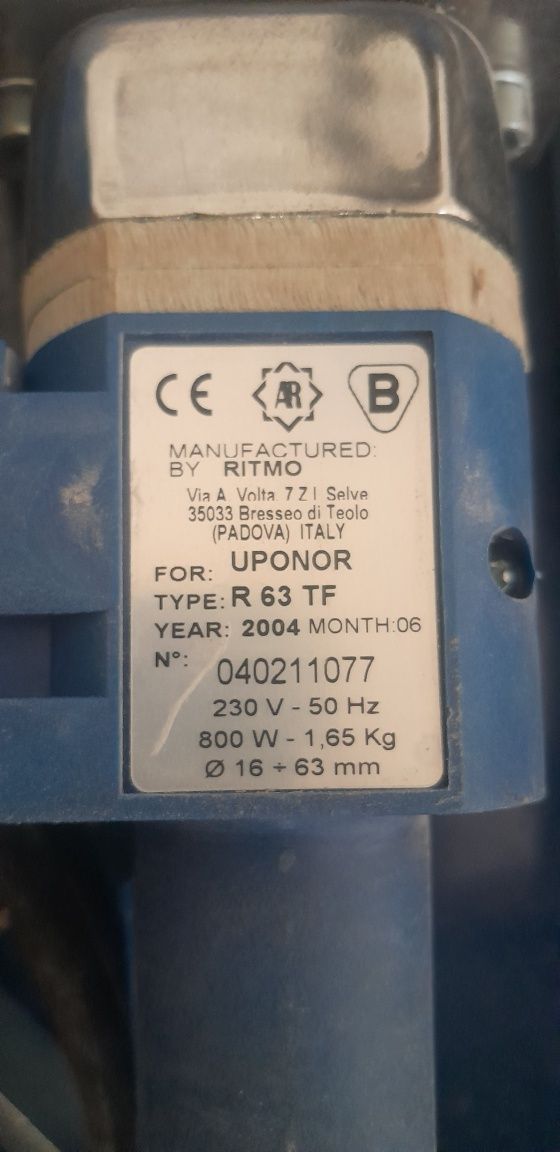 CE AR B
MANUFACTURED:
BY RITMO
Via A. Volta, 7 Z.I. Selve
35033 Bresseo di Teolo
(PADOVA) ITALY
FOR: UPONOR
TYPE: R 63 TF
YEAR: 2004 MONTH:06
N°: 040211077
230 V - 50 Hz
800 W - 1,65 Kg
Ø 16 ÷ 63 mm